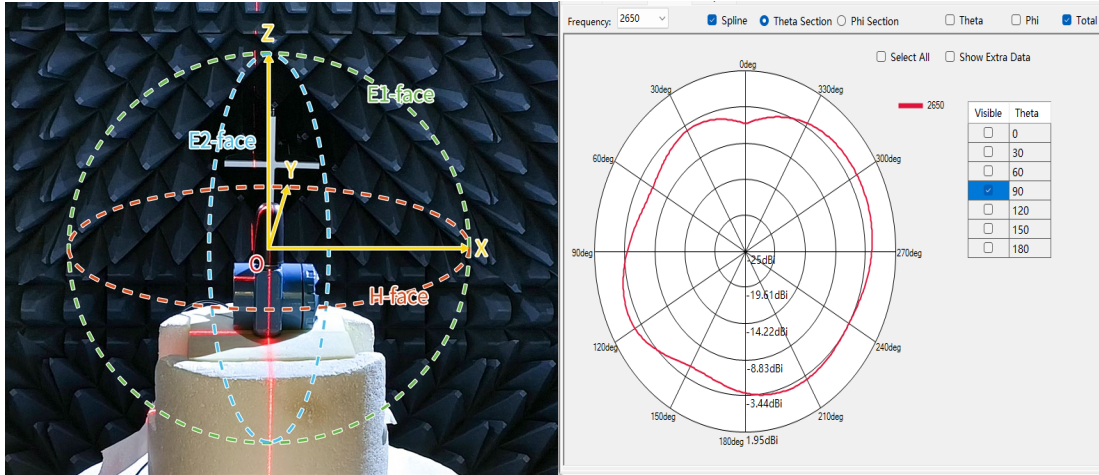 Z
E1-face
E2-face
Y
X
O
H-face
Frequency: 2650 Spline Theta Section Phi Section Theta Phi Total
Select All Show Extra Data
0deg
30deg
330deg
2650
Visible Theta
0
30
60
90
120
150
180
60deg
300deg
90deg
270deg
-25dBi
-19.61dBi
-14.22dBi
120deg
240deg
-8.83dBi
-3.44dBi
150deg
210deg
180deg 1.95dBi